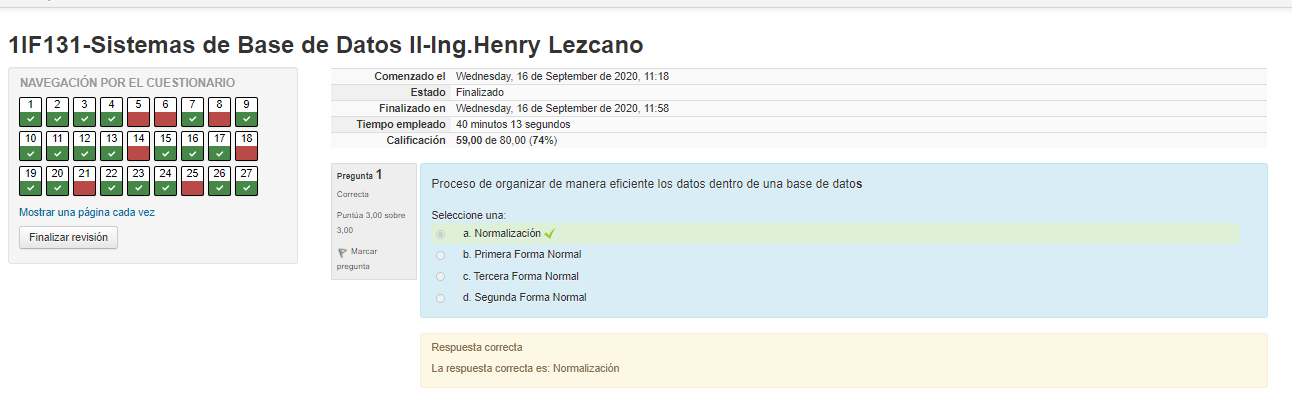 1IF131-Sistemas de Base de Datos II-Ing.Henry Lezcano
NAVEGACIÓN POR EL CUESTIONARIO
1 2 3 4 5 6 7 8 9
10 11 12 13 14 15 16 17 18
19 20 21 22 23 24 25 26 27
Mostrar una página cada vez
Finalizar revisión
Comenzado el Wednesday, 16 de September de 2020, 11:18
Estado Finalizado
Finalizado en Wednesday, 16 de September de 2020, 11:58
Tiempo empleado 40 minutos 13 segundos
Calificación 59,00 de 80,00 (74%)
Pregunta 1
Correcta
Puntúa 3,00 sobre
3,00
Marcar
pregunta
Proceso de organizar de manera eficiente los datos dentro de una base de datos
Seleccione una:
a. Normalización
b. Primera Forma Normal
c. Tercera Forma Normal
d. Segunda Forma Normal
Respuesta correcta
La respuesta correcta es: Normalización